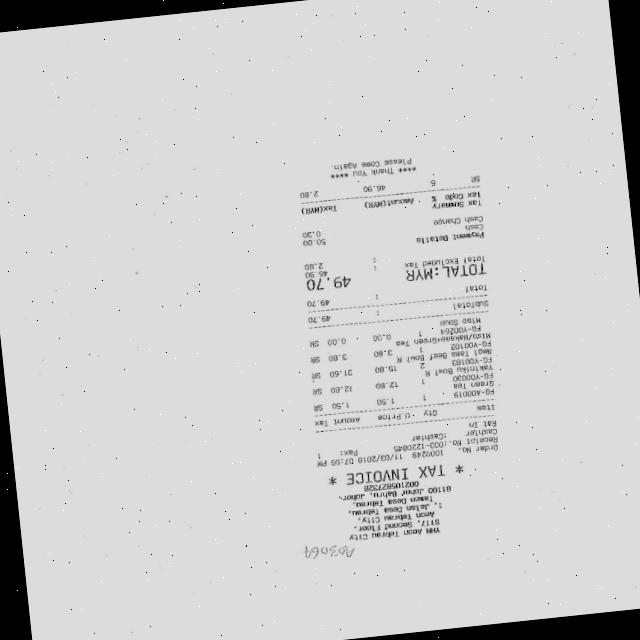 A03064
YHH Aeon Tebrau City
S117, Second Floor,
Aeon Tebrau City,
1, Jalan Desa Tebrau,
Taman Desa Tebrau,
81100 Johor Bahru, Johor.
002105827328
* TAX INVOICE *
Order No. 1000249 17/03/2018 07:09 PM
Receipt No.:003-1220845 Pax: 1
Cashier :Cashier
Eat In
Item Qty U.Price Amount Tax
FG-A00019 1 1.50 1.50 SR
Green Tea
FG-Y00030 1 12.80 12.80 SR
Yakiniku Bowl R
FG-Y00183 2 15.80 31.60 SR
Negi Tama Beef Bowl R
FG-Y00102 1 3.80 3.80 SR
Miso/Wakame+Green Tea
FG-Y00264 1 0.00 0.00 SR
Miso Soup
SubTotal : 49.70
Total : 49.70
TOTAL:MYR 49.70
Total Excluded Tax : 46.90
: 2.80
Payment Details
Cash 50.00
Cash Change 0.30
Tax Summary
Tax Code % Amount(MYR) Tax(MYR)
SR 6 46.90 2.80
**** Thank You ****
Please Come Again.